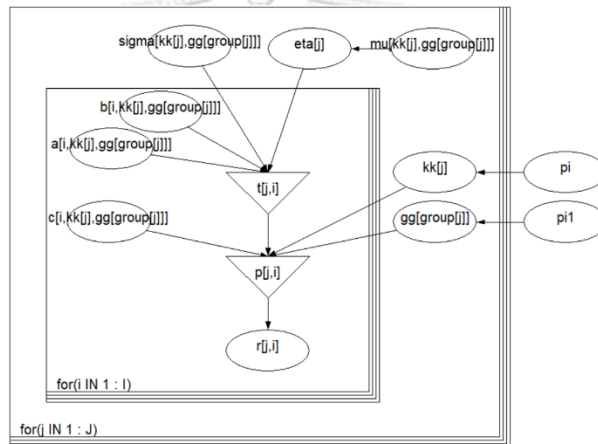 sigma[kk[j],gg[group[j]]]
eta[j]
mu[kk[j],gg[group[j]]]
b[i,kk[j],gg[group[j]]]
a[i,kk[j],gg[group[j]]]
t[j,i]
kk[j]
pi
c[i,kk[j],gg[group[j]]]
gg[group[j]]
pi1
p[j,i]
r[j,i]
for(i IN 1 : I)
for(j IN 1 : J)